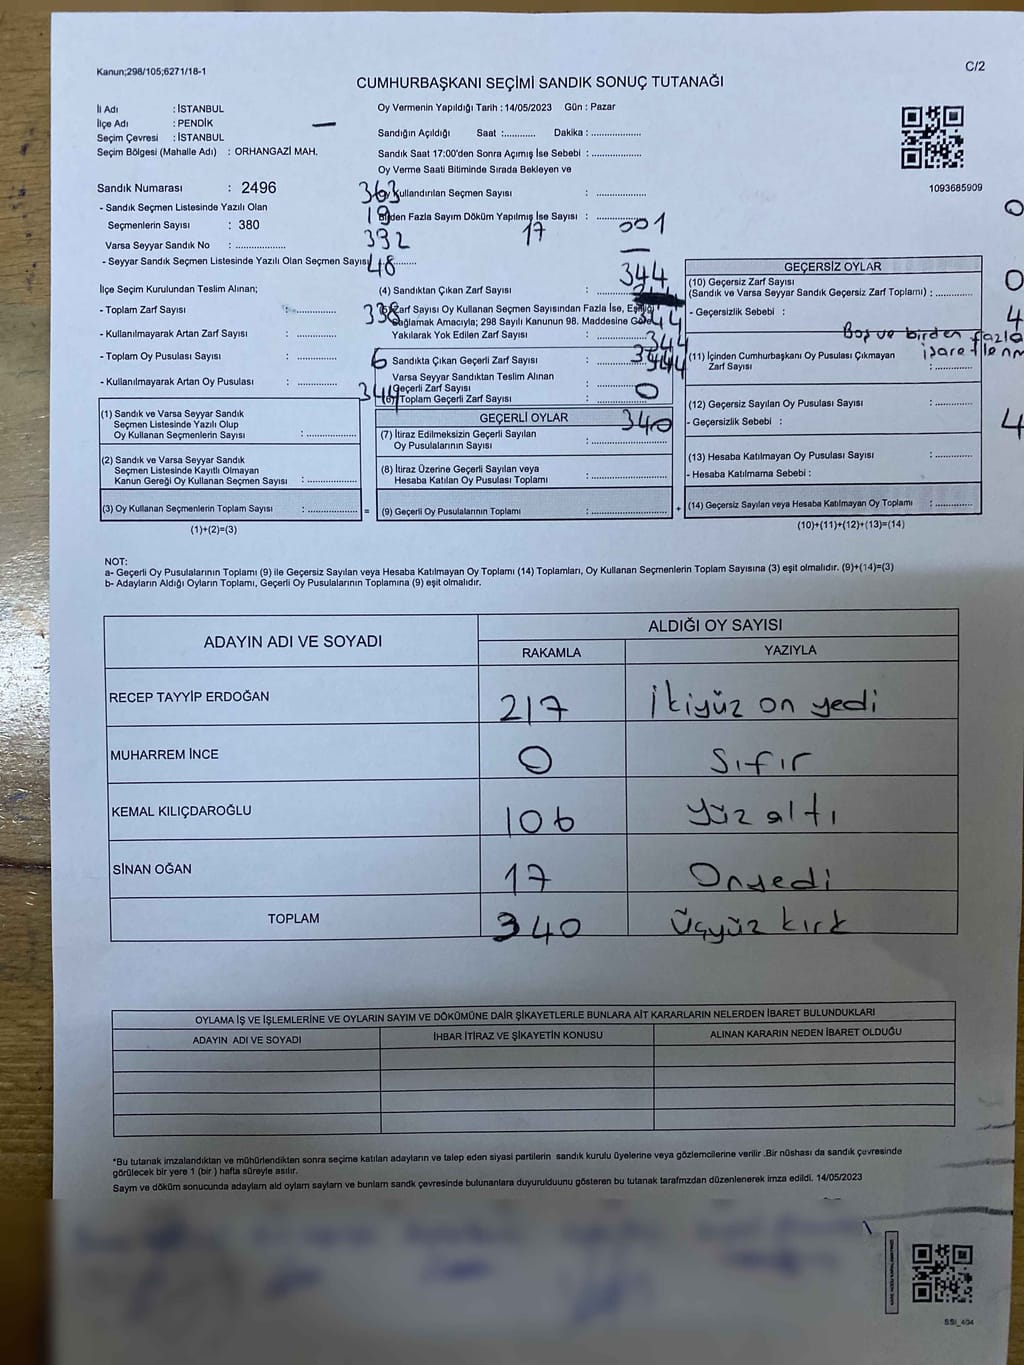 Kanun;298/105;6271/18-1
C/2
CUMHURBAŞKANI SEÇİMİ SANDIK SONUÇ TUTANAĞI
İl Adı : İSTANBUL
İlçe Adı : PENDİK
Seçim Çevresi : İSTANBUL
Seçim Bölgesi (Mahalle Adı) : ORHANGAZİ MAH.
Oy Vermenin Yapıldığı Tarih : 14/05/2023 Gün : Pazar
Sandığın Açıldığı Saat :........... Dakika : ..................
Sandık Saat 17:00'den Sonra Açımış İse Sebebi : ..................
Oy Verme Saati Bitiminde Sırada Bekleyen ve
Kullandırılan Seçmen Sayısı : ..................
Birden Fazla Sayım Döküm Yapılmış İse Sayısı : ..................
1093685909
Sandık Numarası : 2496
- Sandık Seçmen Listesinde Yazılı Olan
Seçmenlerin Sayısı : 380
Varsa Seyyar Sandık No : ..................
- Seyyar Sandık Seçmen Listesinde Yazılı Olan Seçmen Sayısı
363
19
392
48
17
001
344
İlçe Seçim Kurulundan Teslim Alınan;
- Toplam Zarf Sayısı : ..................
- Kullanılmayarak Artan Zarf Sayısı : ..................
- Toplam Oy Pusulası Sayısı : ..................
- Kullanılmayarak Artan Oy Pusulası : ..................
338
6
344
(4) Sandıktan Çıkan Zarf Sayısı :
Zarf Sayısı Oy Kullanan Seçmen Sayısından Fazla İse, Eşitliği
Sağlamak Amacıyla; 298 Sayılı Kanunun 98. Maddesine Göre
Yakılarak Yok Edilen Zarf Sayısı :
344
Sandıkta Çıkan Geçerli Zarf Sayısı :
344
Varsa Seyyar Sandıktan Teslim Alınan
Geçerli Zarf Sayısı : 0
(6) Toplam Geçerli Zarf Sayısı :
GEÇERSİZ OYLAR
(10) Geçersiz Zarf Sayısı
(Sandık ve Varsa Seyyar Sandık Geçersiz Zarf Toplamı) : ............
- Geçersizlik Sebebi :
0
0
4
Boş ve birden fazla
(11) İçinden Cumhurbaşkanı Oy Pusulası Çıkmayan
Zarf Sayısı : ............
(12) Geçersiz Sayılan Oy Pusulası Sayısı : ............
- Geçersizlik Sebebi :
4
(13) Hesaba Katılmayan Oy Pusulası Sayısı : ............
- Hesaba Katılmama Sebebi :
(14) Geçersiz Sayılan veya Hesaba Katılmayan Oy Toplamı : ............
(10)+(11)+(12)+(13)=(14)
(1) Sandık ve Varsa Seyyar Sandık
Seçmen Listesinde Yazılı Olup
Oy Kullanan Seçmenlerin Sayısı : ..................
(2) Sandık ve Varsa Seyyar Sandık
Seçmen Listesinde Kayıtlı Olmayan
Kanun Gereği Oy Kullanan Seçmen Sayısı : ..................
(3) Oy Kullanan Seçmenlerin Toplam Sayısı : .................. =
(1)+(2)=(3)
GEÇERLİ OYLAR
340
(7) İtiraz Edilmeksizin Geçerli Sayılan
Oy Pusulalarının Sayısı : ..................
(8) İtiraz Üzerine Geçerli Sayılan veya
Hesaba Katılan Oy Pusulası Toplamı : ..................
(9) Geçerli Oy Pusulalarının Toplamı : .................. +
NOT:
a- Geçerli Oy Pusulalarının Toplamı (9) ile Geçersiz Sayılan veya Hesaba Katılmayan Oy Toplamı (14) Toplamları, Oy Kullanan Seçmenlerin Toplam Sayısına (3) eşit olmalıdır. (9)+(14)=(3)
b- Adayların Aldığı Oyların Toplamı, Geçerli Oy Pusulalarının Toplamına (9) eşit olmalıdır.
ADAYIN ADI VE SOYADI
ALDIĞI OY SAYISI
RAKAMLA YAZIYLA
RECEP TAYYİP ERDOĞAN 217 İkiyüz on yedi
MUHARREM İNCE 0 Sıfır
KEMAL KILIÇDAROĞLU 106 Yüz altı
SİNAN OĞAN 17 Onyedi
TOPLAM 340 Üçyüz kırk
OYLAMA İŞ VE İŞLEMLERİNE VE OYLARIN SAYIM VE DÖKÜMÜNE DAİR ŞİKAYETLERLE BUNLARA AİT KARARLARIN NELERDEN İBARET BULUNDUKLARI
ADAYIN ADI VE SOYADI İHBAR İTİRAZ VE ŞİKAYETİN KONUSU ALINAN KARARIN NEDEN İBARET OLDUĞU
*Bu tutanak imzalandıktan ve mühürlendikten sonra seçime katılan adayların ve talep eden siyasi partilerin sandık kurulu üyelerine veya gözlemcilerine verilir .Bir nüshası da sandık çevresinde
görülecek bir yere 1 (bir ) hafta süreyle asılır.
Saym ve döküm sonucunda adaylarn ald oylarn saylarn ve bunlarn sandk çevresinde bulunanlara duyurulduunu gösteren bu tutanak tarafmzdan düzenlenerek imza edildi. 14/05/2023
SSI_404